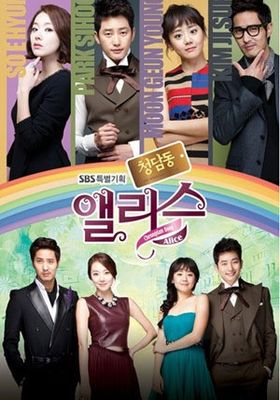 SO E HYUN
PARK SI HOO
MOON GEUN YOUNG
KIM JI SUK
SBS 특별기획
청담동
앨리스
Cheongdam-dong
Alice